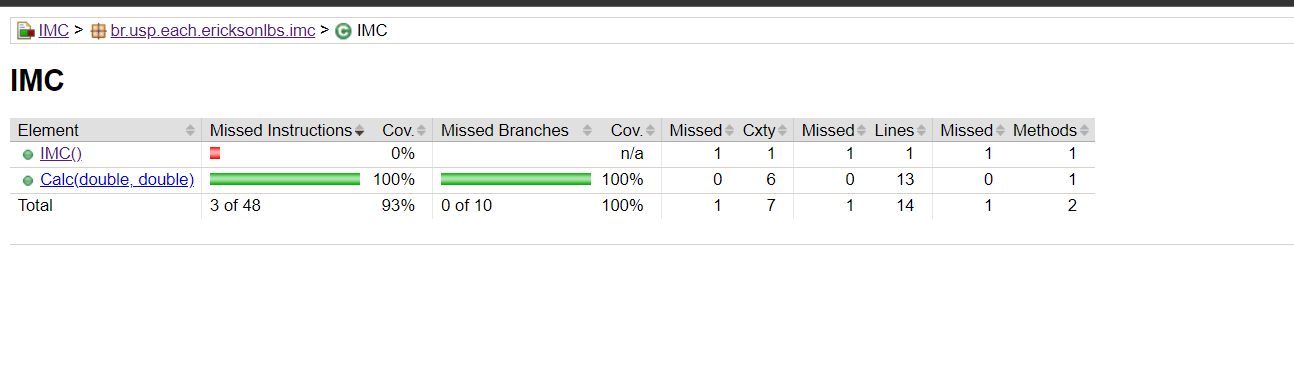 IMC > br.usp.each.ericksonlbs.imc > IMC
IMC
Element Missed Instructions Cov. Missed Branches Cov. Missed Cxty Missed Lines Missed Methods
IMC() 0% n/a 1 1 1 1 1 1
Calc(double, double) 100% 100% 0 6 0 13 0 1
Total 3 of 48 93% 0 of 10 100% 1 7 1 14 1 2